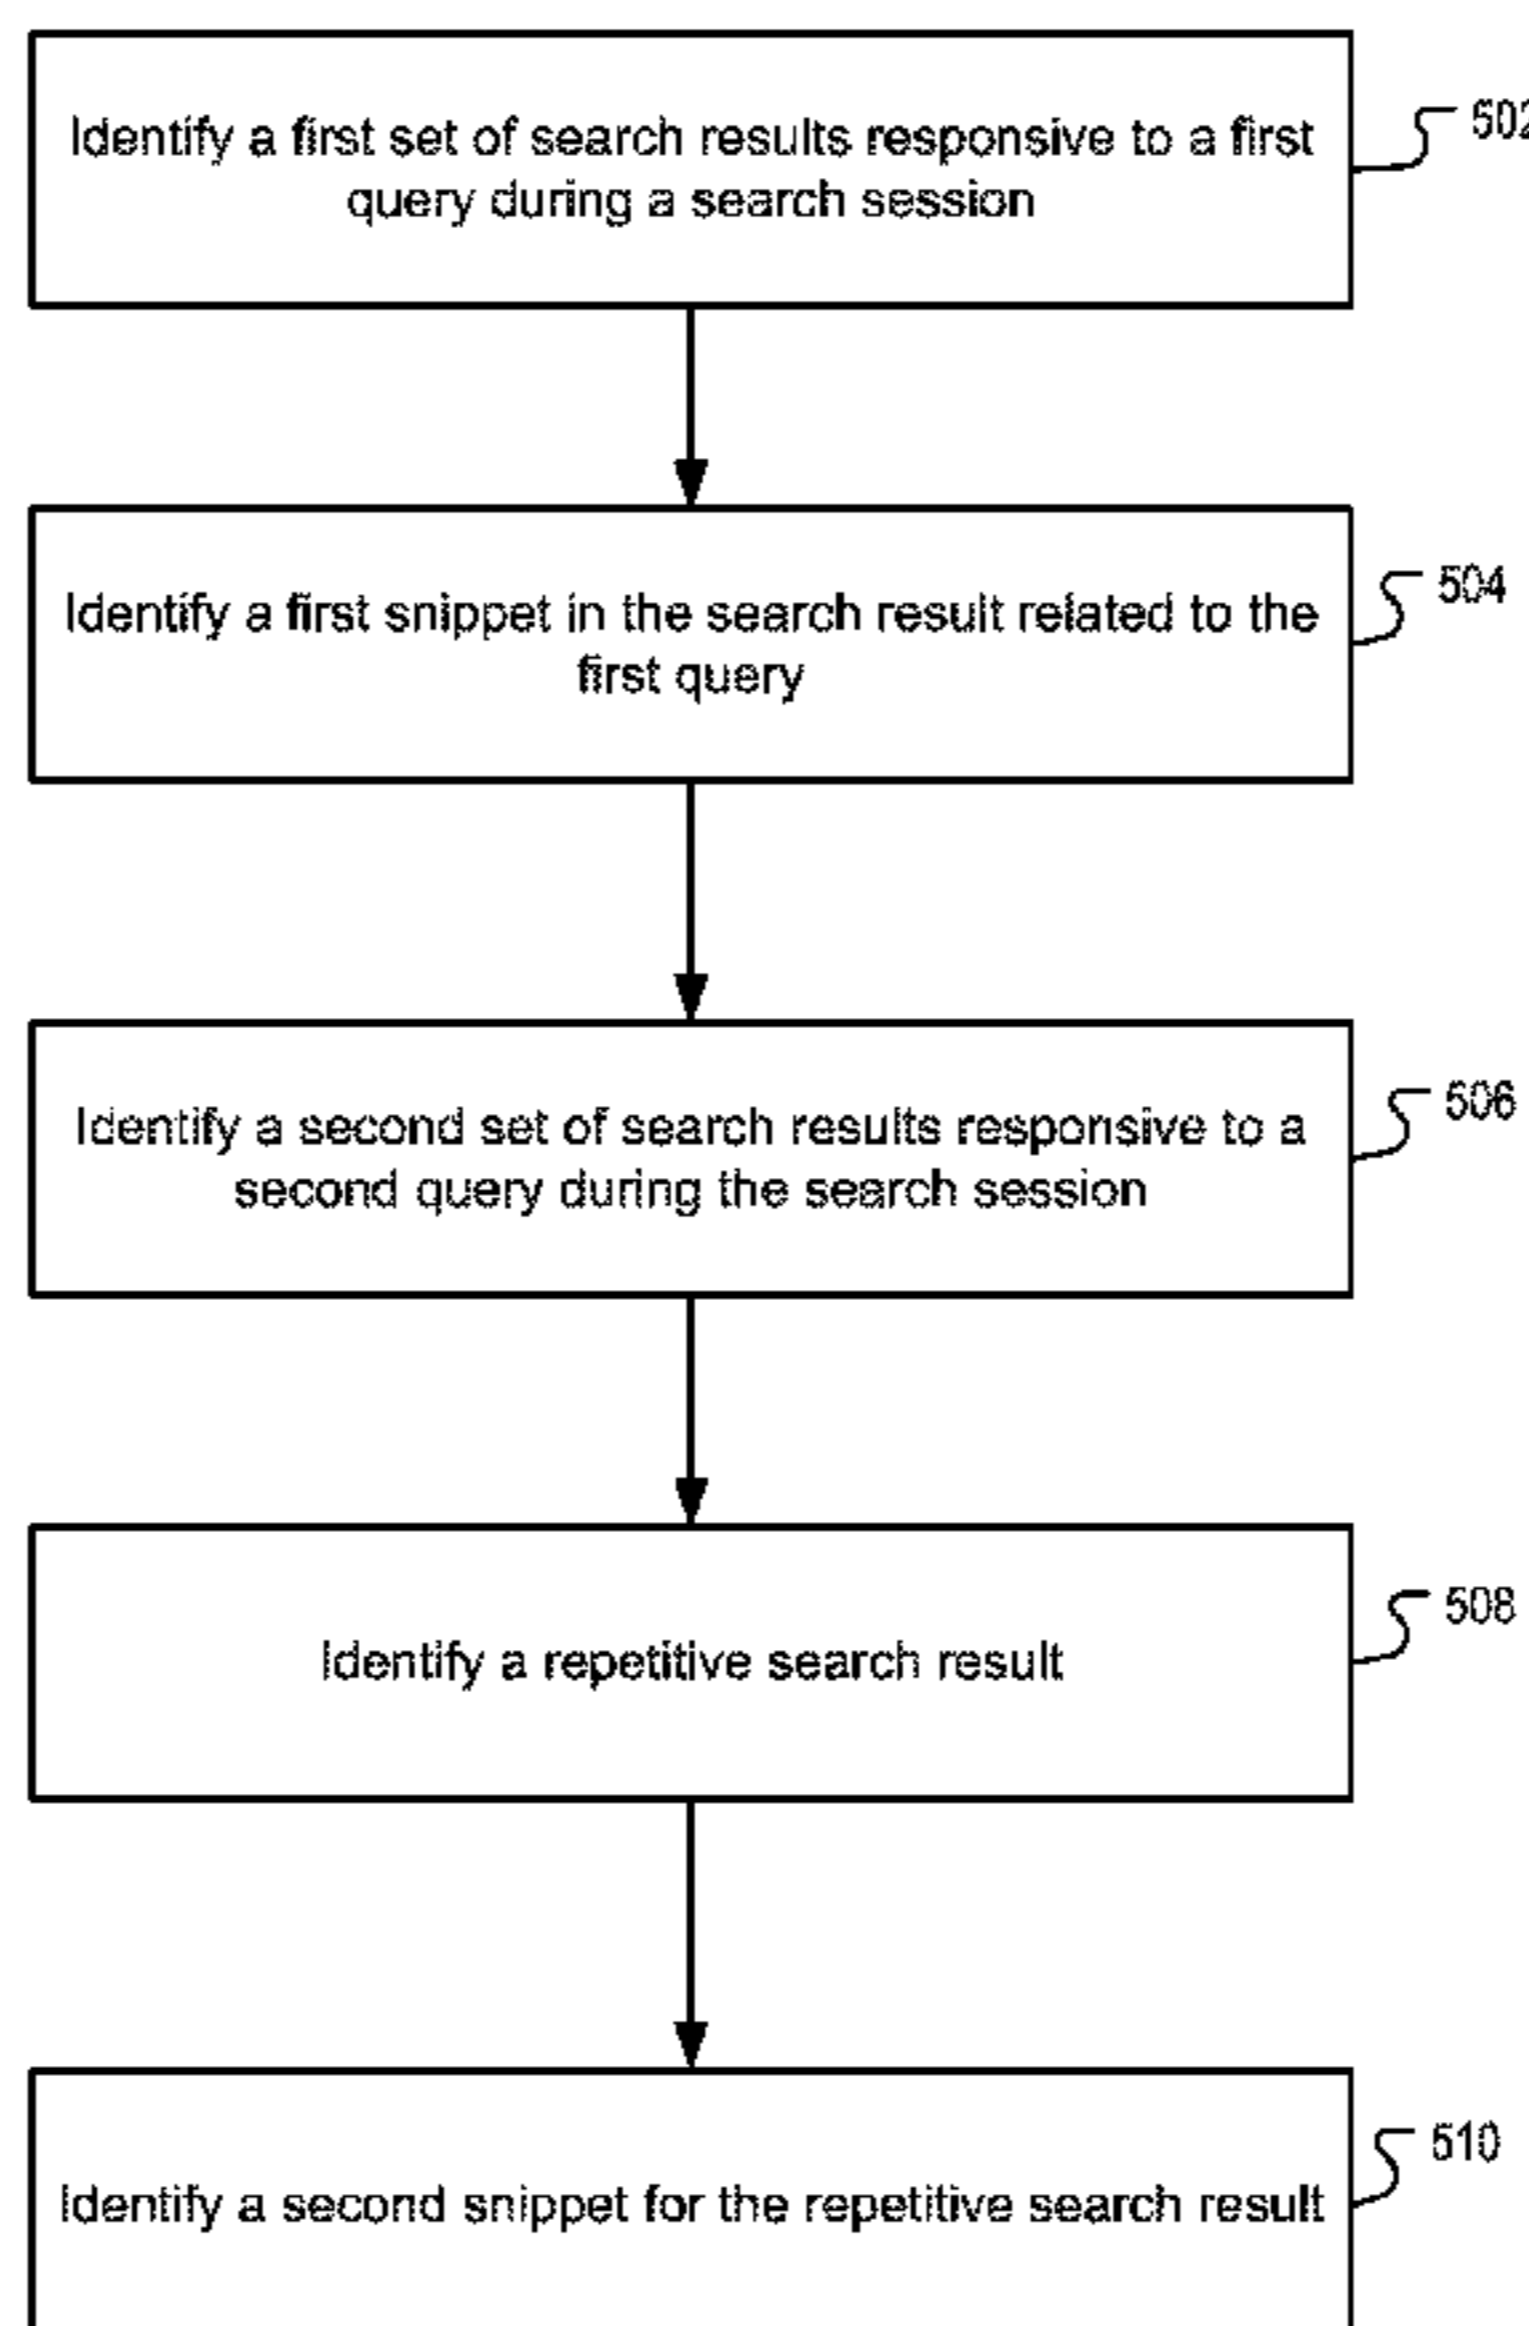 Identify a first set of search results responsive to a first
query during a search session
502
Identify a first snippet in the search result related to the
first query
504
Identify a second set of search results responsive to a
second query during the search session
506
Identify a repetitive search result
508
Identify a second snippet for the repetitive search result
510